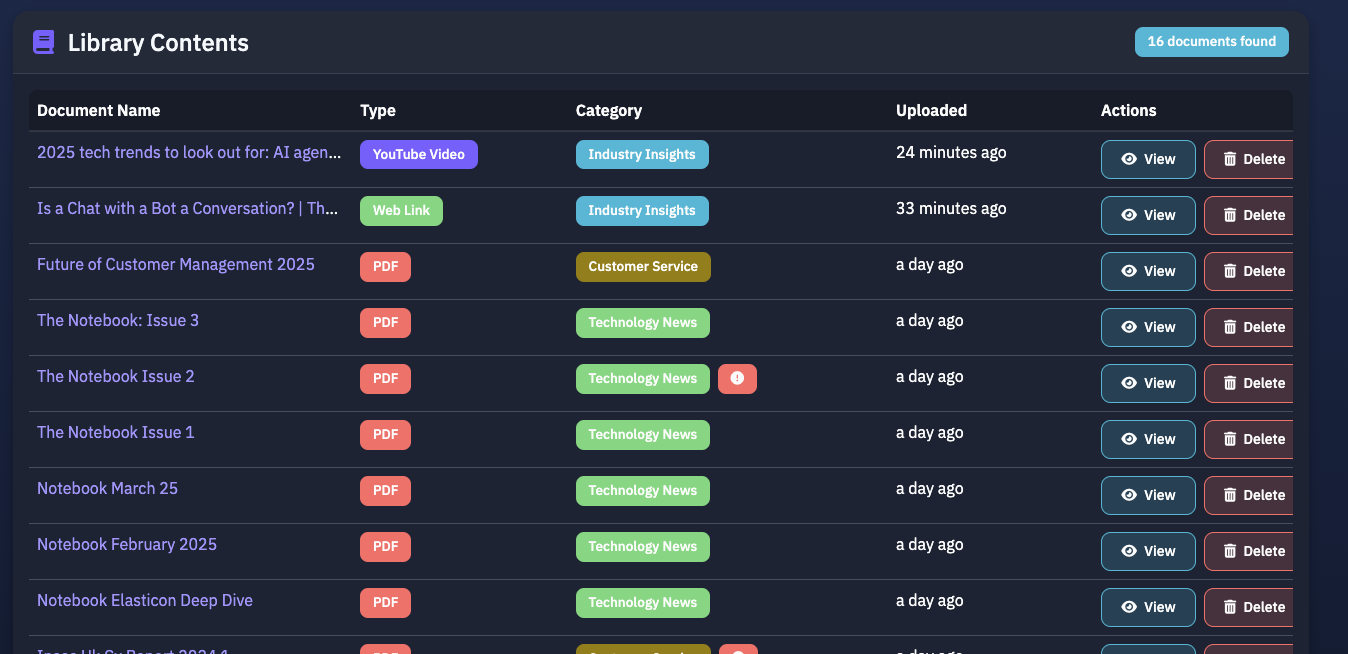 Library Contents
16 documents found
Document Name Type Category Uploaded Actions
2025 tech trends to look out for: AI agen... YouTube Video Industry Insights 24 minutes ago View Delete
Is a Chat with a Bot a Conversation? | Th... Web Link Industry Insights 33 minutes ago View Delete
Future of Customer Management 2025 PDF Customer Service a day ago View Delete
The Notebook: Issue 3 PDF Technology News a day ago View Delete
The Notebook Issue 2 PDF Technology News a day ago View Delete
The Notebook Issue 1 PDF Technology News a day ago View Delete
Notebook March 25 PDF Technology News a day ago View Delete
Notebook February 2025 PDF Technology News a day ago View Delete
Notebook Elasticon Deep Dive PDF Technology News a day ago View Delete
PDF Customer Service a day ago